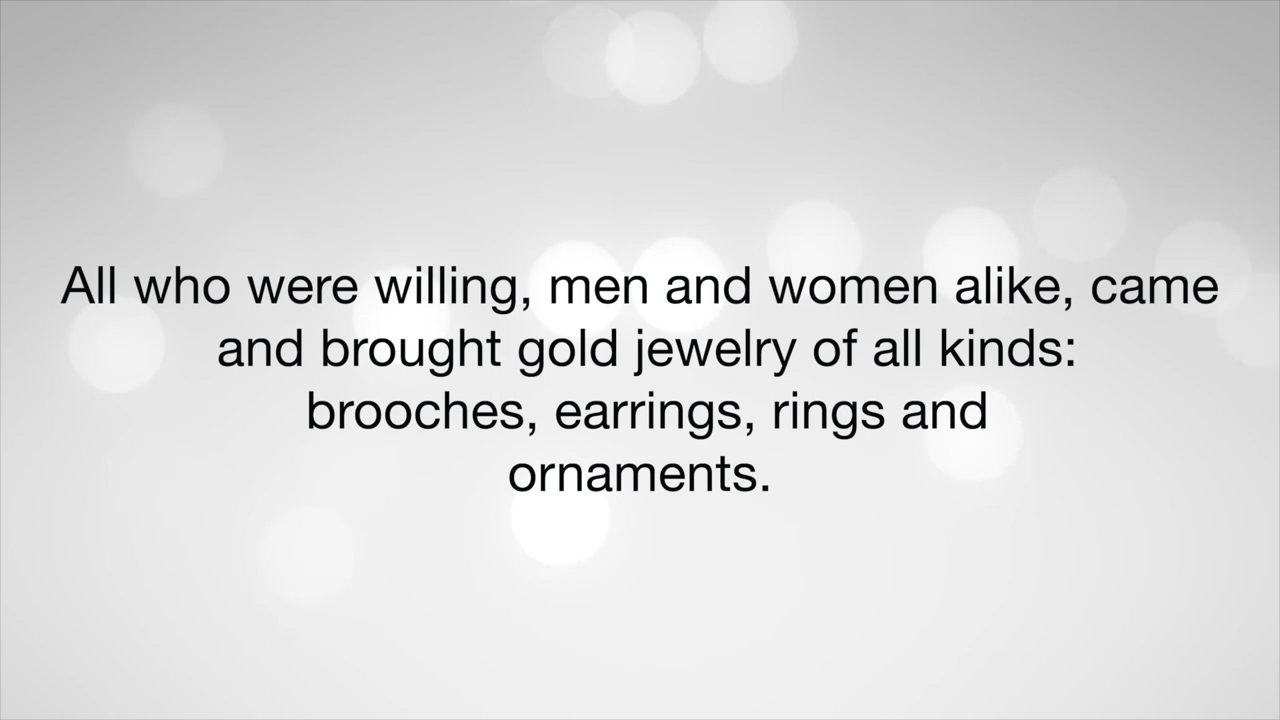 All who were willing, men and women alike, came
and brought gold jewelry of all kinds:
brooches, earrings, rings and
ornaments.